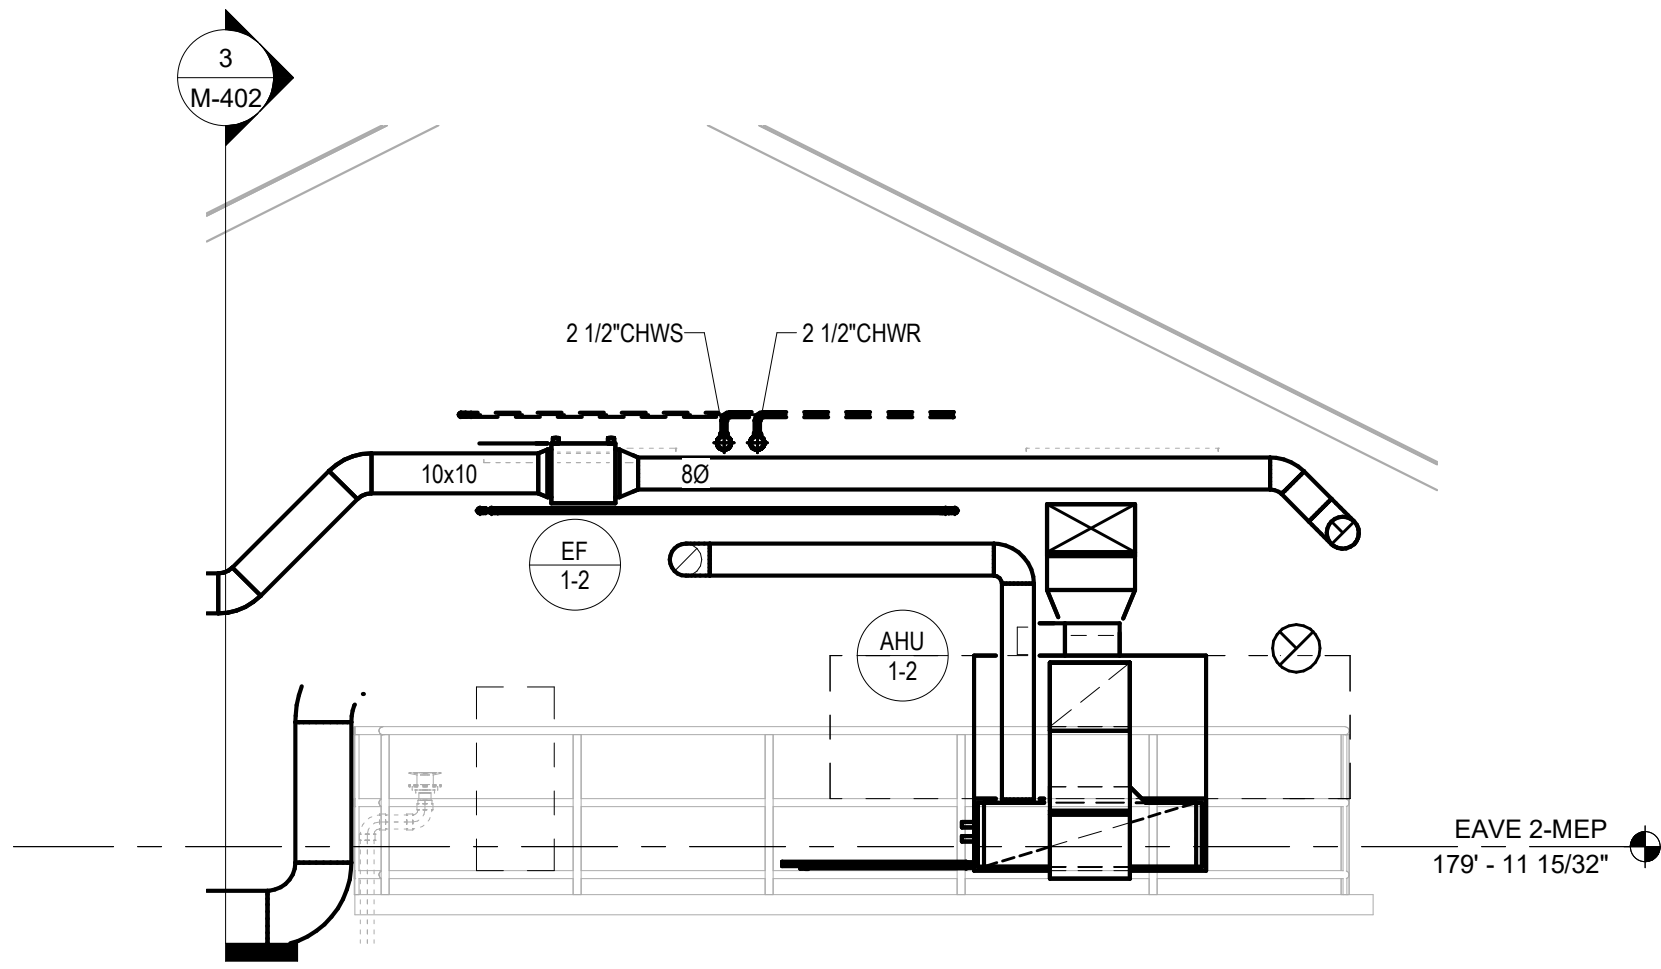 3
M-402
2 1/2"CHWS
2 1/2"CHWR
10x10
8Ø
EF
1-2
AHU
1-2
EAVE 2-MEP
179' - 11 15/32"